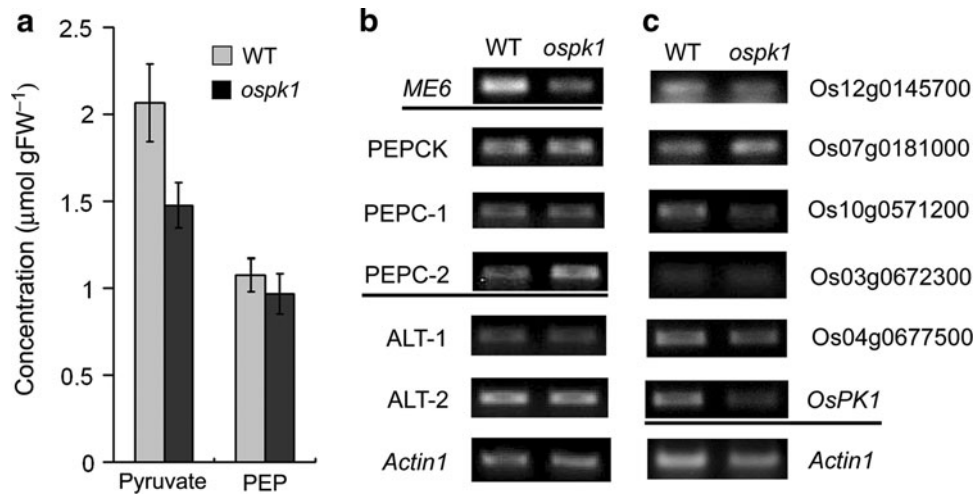 a
Concentration (µmol gFW⁻¹)
2.5
2
1.5
1
0.5
0
WT
ospk1
Pyruvate PEP
b
WT ospk1
ME6
PEPCK
PEPC-1
PEPC-2
ALT-1
ALT-2
Actin1
c
WT ospk1
Os12g0145700
Os07g0181000
Os10g0571200
Os03g0672300
Os04g0677500
OsPK1
Actin1